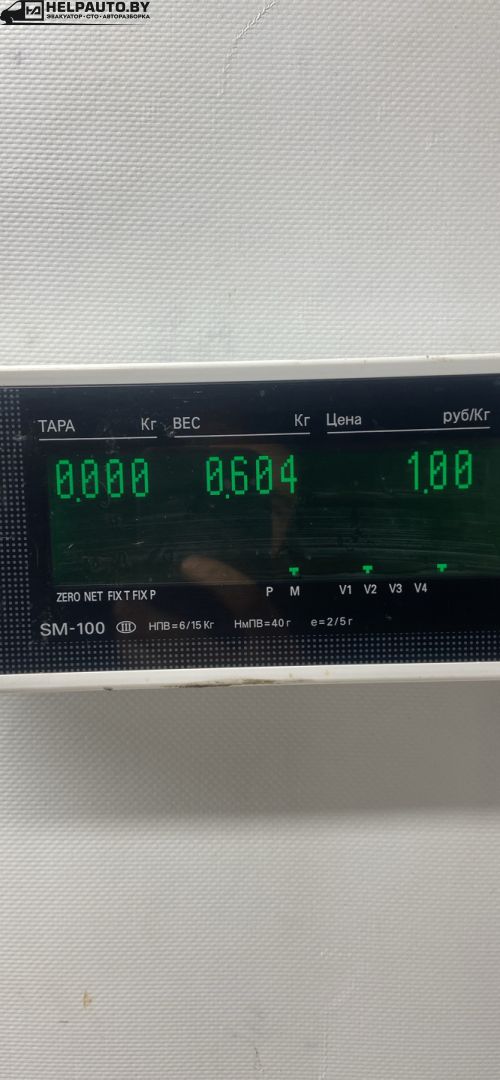 HELPAUTO.BY
ЭВАКУАТОР · СТО · АВТОРАЗБОРКА
ТАРА Кг ВЕС Кг Цена руб/Кг
0.000 0.604 1.00
ZERO NET FIX T FIX P P M V1 V2 V3 V4
SM-100 III НПВ=6/15 Кг НмПВ=40 г e=2/5 г